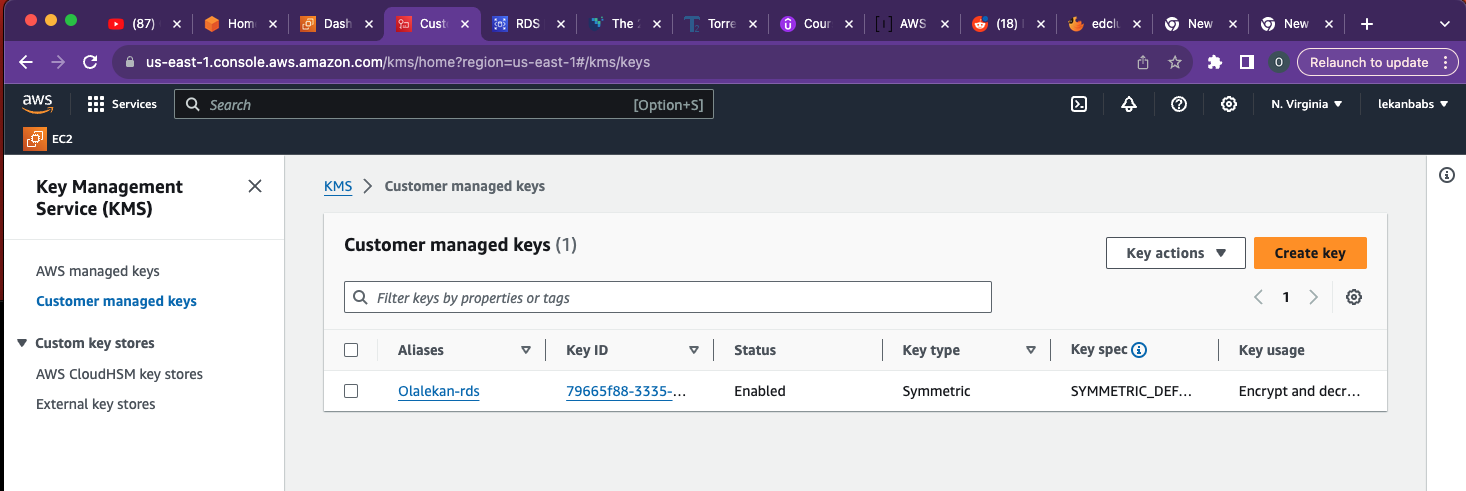 (87) Home Dash Cust RDS The Torre Cour AWS (18) edclu New New
us-east-1.console.aws.amazon.com/kms/home?region=us-east-1#/kms/keys O Relaunch to update
aws Services Search [Option+S] N. Virginia lekanbabs
EC2
Key Management
Service (KMS)
AWS managed keys
Customer managed keys
Custom key stores
AWS CloudHSM key stores
External key stores
KMS > Customer managed keys
Customer managed keys (1)
Key actions Create key
Filter keys by properties or tags
1
Aliases Key ID Status Key type Key spec Key usage
Olalekan-rds 79665f88-3335-... Enabled Symmetric SYMMETRIC_DEF... Encrypt and decr...